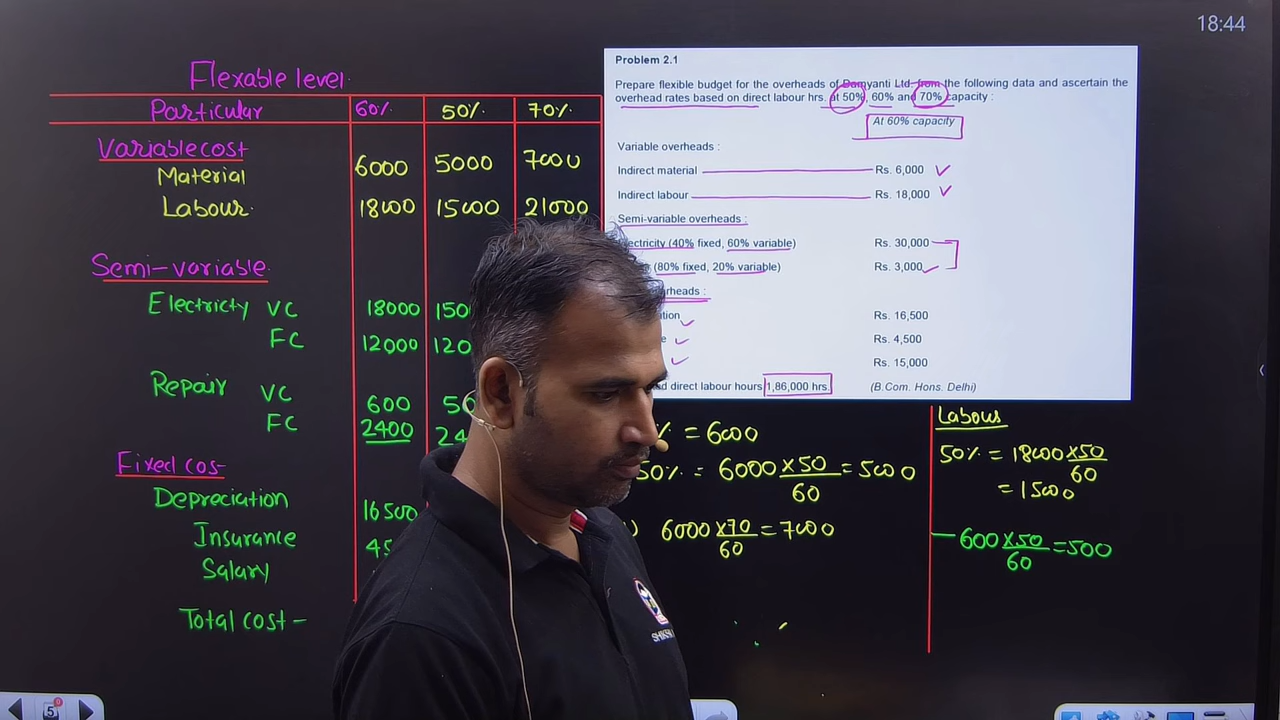 18:44
Flexable level
Particular 60% 50% 70%
Variable cost
Material 6000 5000 7000
Labour. 18000 15000 21000
Semi-variable
Electricty VC 18000
FC 12000
Repair VC 600
FC 2400
Fixed cos
Depreciation 16500
Insurance
Salary
Total cost -
Problem 2.1
Prepare flexible budget for the overheads of Damyanti Ltd. from the following data and ascertain the
overhead rates based on direct labour hrs. at 50%, 60% and 70% capacity :
At 60% capacity
Variable overheads :
Indirect material Rs. 6,000
Indirect labour Rs. 18,000
Semi-variable overheads :
(40% fixed, 60% variable) Rs. 30,000
(80% fixed, 20% variable) Rs. 3,000
Rs. 16,500
Rs. 4,500
Rs. 15,000
direct labour hours 1,86,000 hrs. (B.Com. Hons. Delhi)
% = 6000
50% = 6000 × 50 / 60 = 5000
6000 × 70 / 60 = 7000
Labour
50% = 18000 × 50 / 60
= 15000
600 × 50 / 60 = 500
5